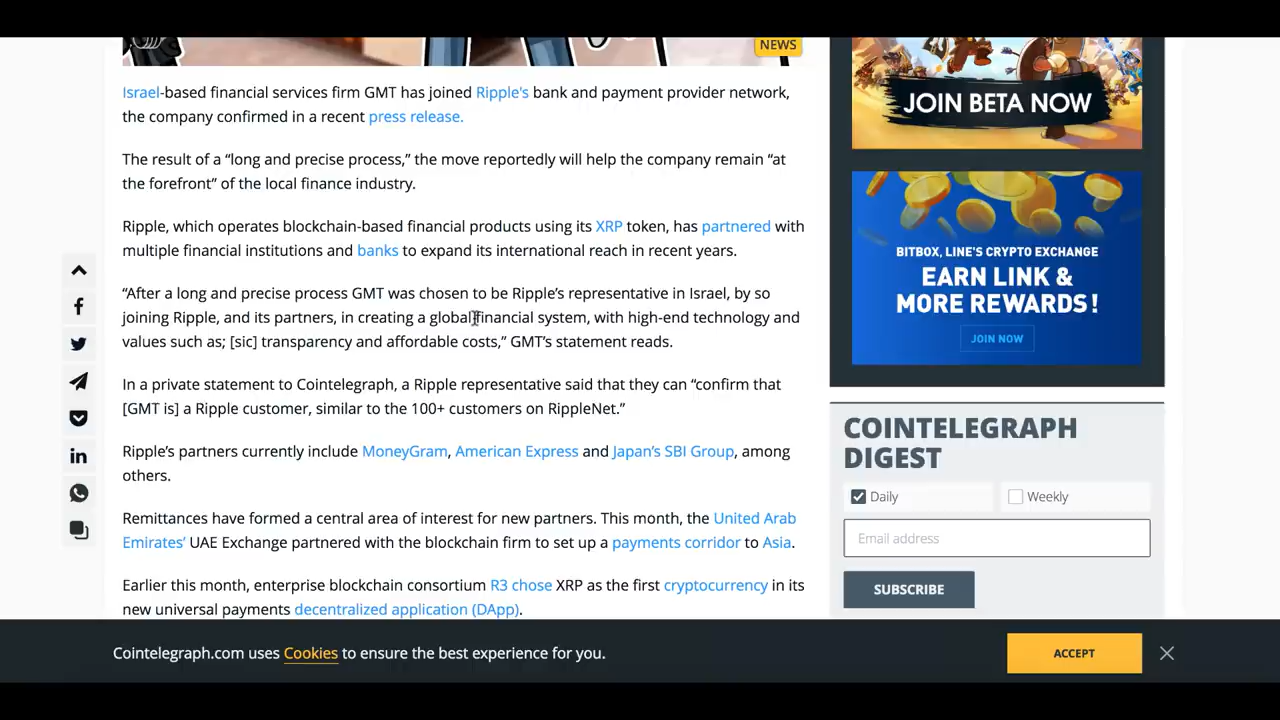 NEWS
Israel-based financial services firm GMT has joined Ripple's bank and payment provider network,
the company confirmed in a recent press release.
The result of a “long and precise process,” the move reportedly will help the company remain “at
the forefront” of the local finance industry.
Ripple, which operates blockchain-based financial products using its XRP token, has partnered with
multiple financial institutions and banks to expand its international reach in recent years.
“After a long and precise process GMT was chosen to be Ripple’s representative in Israel, by so
joining Ripple, and its partners, in creating a global financial system, with high-end technology and
values such as; [sic] transparency and affordable costs,” GMT’s statement reads.
In a private statement to Cointelegraph, a Ripple representative said that they can “confirm that
[GMT is] a Ripple customer, similar to the 100+ customers on RippleNet.”
Ripple’s partners currently include MoneyGram, American Express and Japan’s SBI Group, among
others.
Remittances have formed a central area of interest for new partners. This month, the United Arab
Emirates’ UAE Exchange partnered with the blockchain firm to set up a payments corridor to Asia.
Earlier this month, enterprise blockchain consortium R3 chose XRP as the first cryptocurrency in its
new universal payments decentralized application (DApp).
JOIN BETA NOW
BITBOX, LINE'S CRYPTO EXCHANGE
EARN LINK &
MORE REWARDS!
JOIN NOW
COINTELEGRAPH
DIGEST
Daily
Weekly
Email address
SUBSCRIBE
Cointelegraph.com uses Cookies to ensure the best experience for you.
ACCEPT